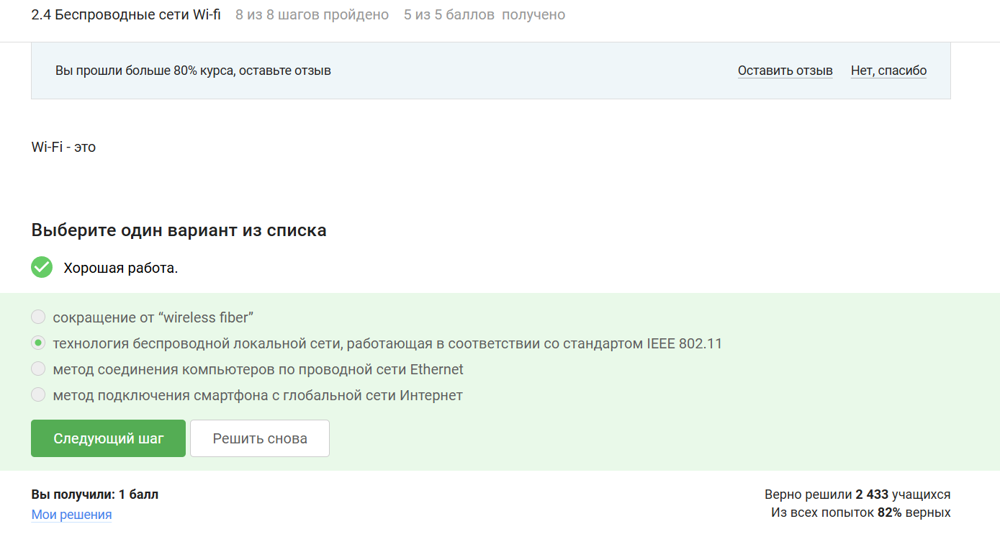 2.4 Беспроводные сети Wi-fi 8 из 8 шагов пройдено 5 из 5 баллов получено
Вы прошли больше 80% курса, оставьте отзыв Оставить отзыв Нет, спасибо
Wi-Fi - это
Выберите один вариант из списка
Хорошая работа.
сокращение от “wireless fiber”
технология беспроводной локальной сети, работающая в соответствии со стандартом IEEE 802.11
метод соединения компьютеров по проводной сети Ethernet
метод подключения смартфона с глобальной сети Интернет
Следующий шаг Решить снова
Вы получили: 1 балл Верно решили 2 433 учащихся
Мои решения Из всех попыток 82% верных